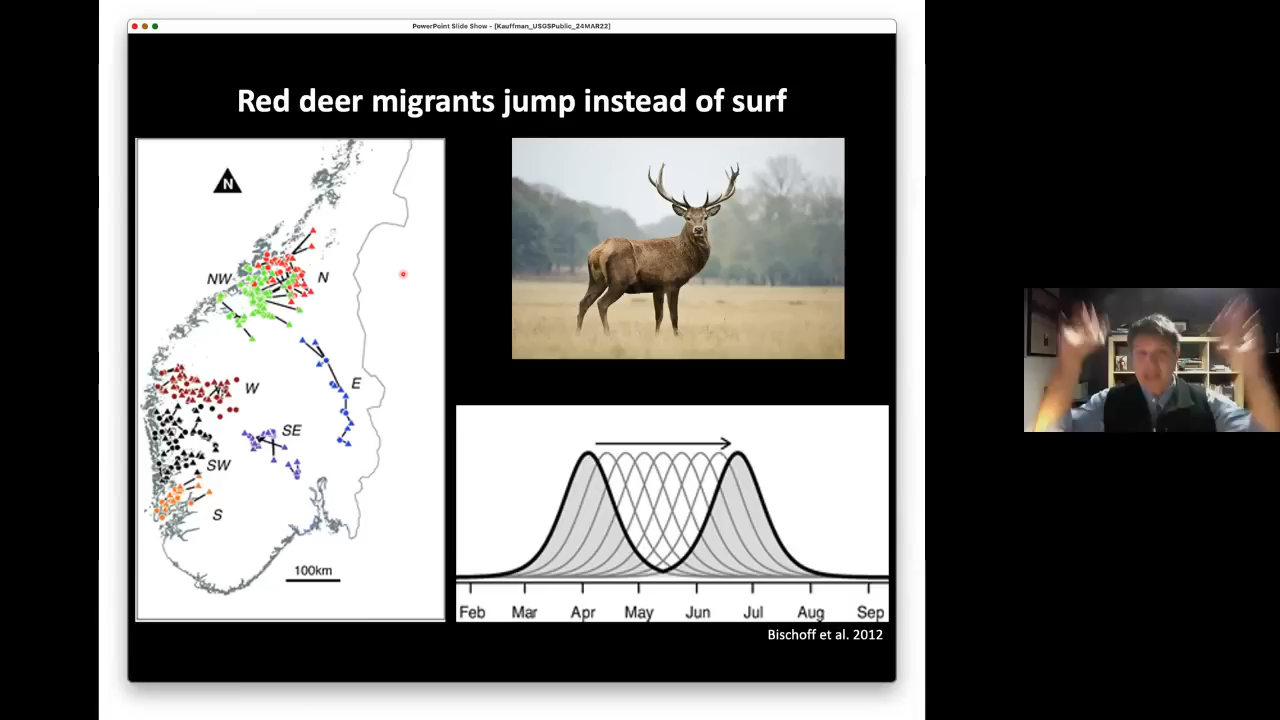 PowerPoint Slide Show - [Kauffman_USGSPublic_24MAR22]
Red deer migrants jump instead of surf
N
NW
N
W
E
SE
SW
S
100km
Feb Mar Apr May Jun Jul Aug Sep
Bischoff et al. 2012